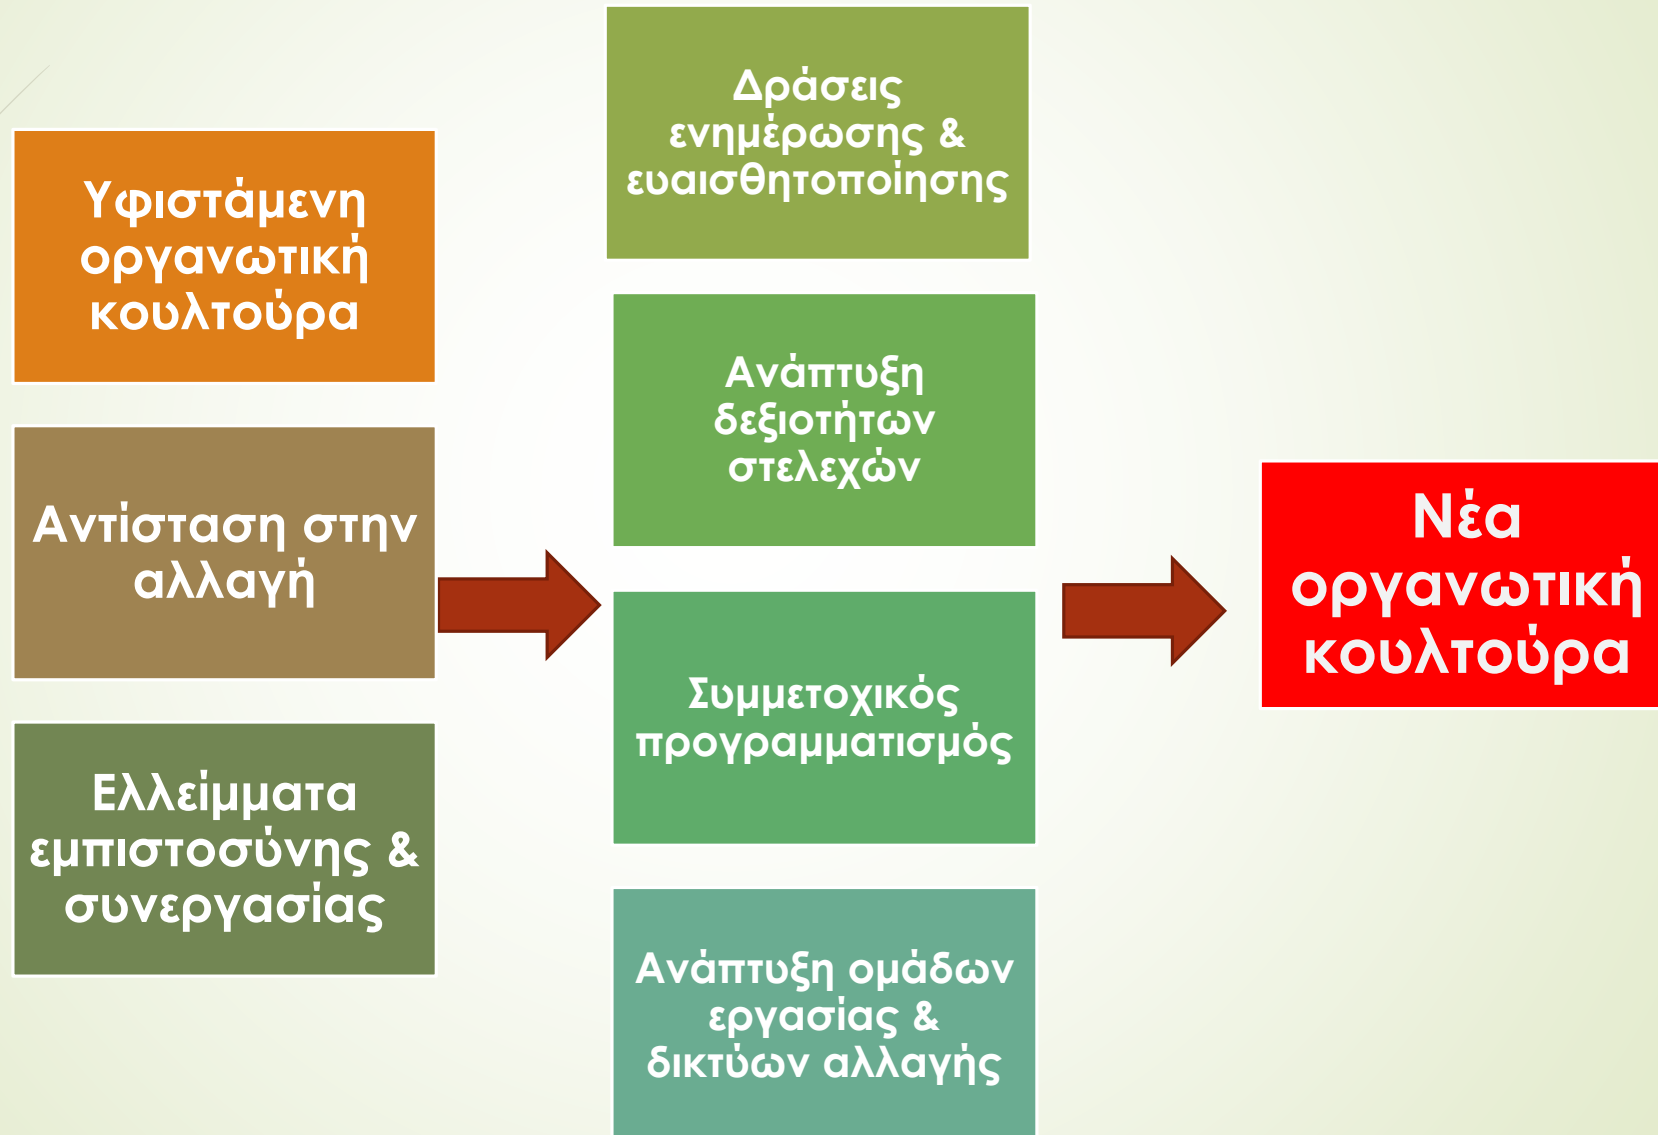 Υφιστάμενη
οργανωτική
κουλτούρα
Αντίσταση στην
αλλαγή
Ελλείμματα
εμπιστοσύνης &
συνεργασίας
Δράσεις
ενημέρωσης &
ευαισθητοποίησης
Ανάπτυξη
δεξιοτήτων
στελεχών
Συμμετοχικός
προγραμματισμός
Ανάπτυξη ομάδων
εργασίας &
δικτύων αλλαγής
Νέα
οργανωτική
κουλτούρα